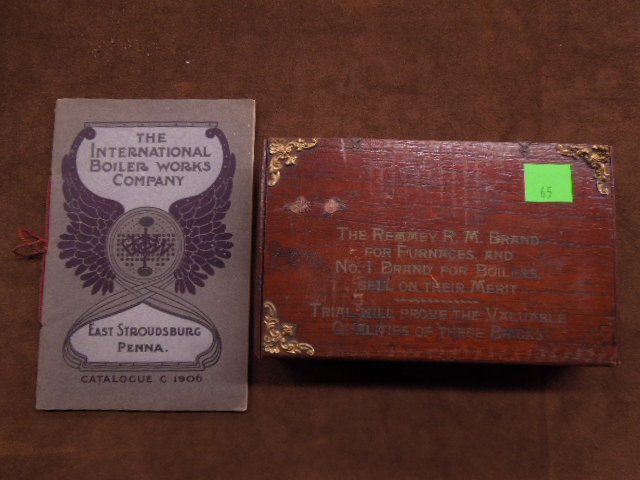 THE
INTERNATIONAL
BOILER WORKS
COMPANY
EAST STROUDSBURG
PENNA.
CATALOGUE C 1906
65
THE REMMEY R. M. BRAND
FOR FURNACES, AND
NO. 1 BRAND FOR BOILERS,
SELL ON THEIR MERIT
TRIAL WILL PROVE THE VALUABLE
QUALITIES OF THESE BRICKS